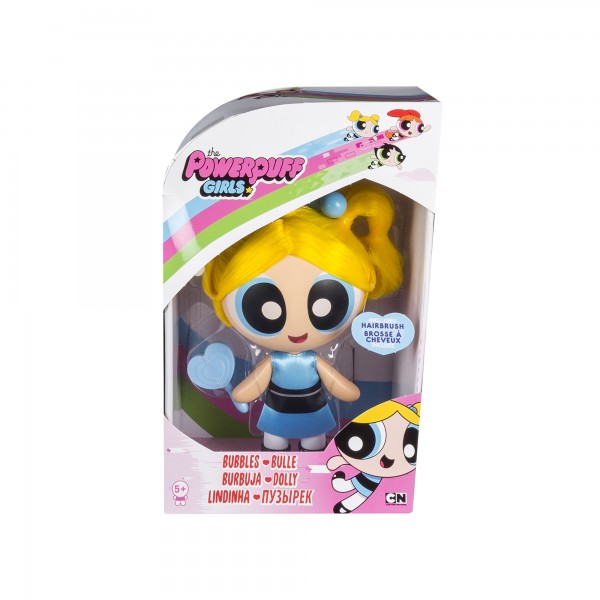 the
POWERPUFF
GIRLS
HAIRBRUSH
BROSSE À
CHEVEUX
BUBBLES ❤ BULLE
BURBUJA ❤ DOLLY
LINDINHA ❤ ПУЗЫРЕК
5+
CN